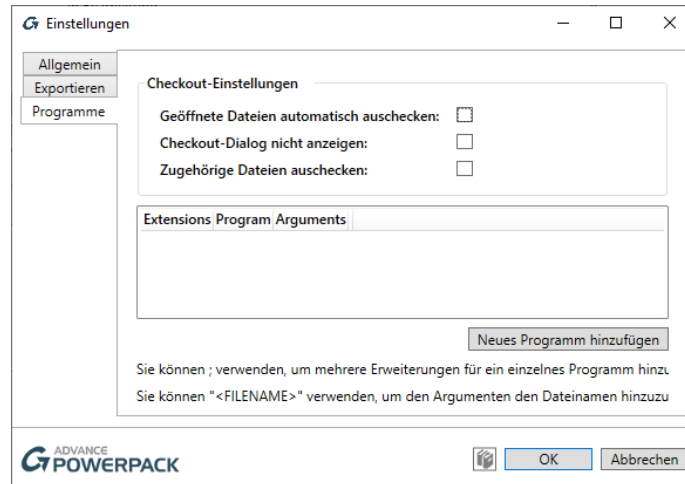 Einstellungen
Allgemein
Exportieren
Programme
Checkout-Einstellungen
Geöffnete Dateien automatisch auschecken:
Checkout-Dialog nicht anzeigen:
Zugehörige Dateien auschecken:
Extensions Program Arguments
Neues Programm hinzufügen
Sie können ; verwenden, um mehrere Erweiterungen für ein einzelnes Programm hinzu
Sie können "<FILENAME>" verwenden, um den Argumenten den Dateinamen hinzuzu
ADVANCE
POWERPACK
OK
Abbrechen